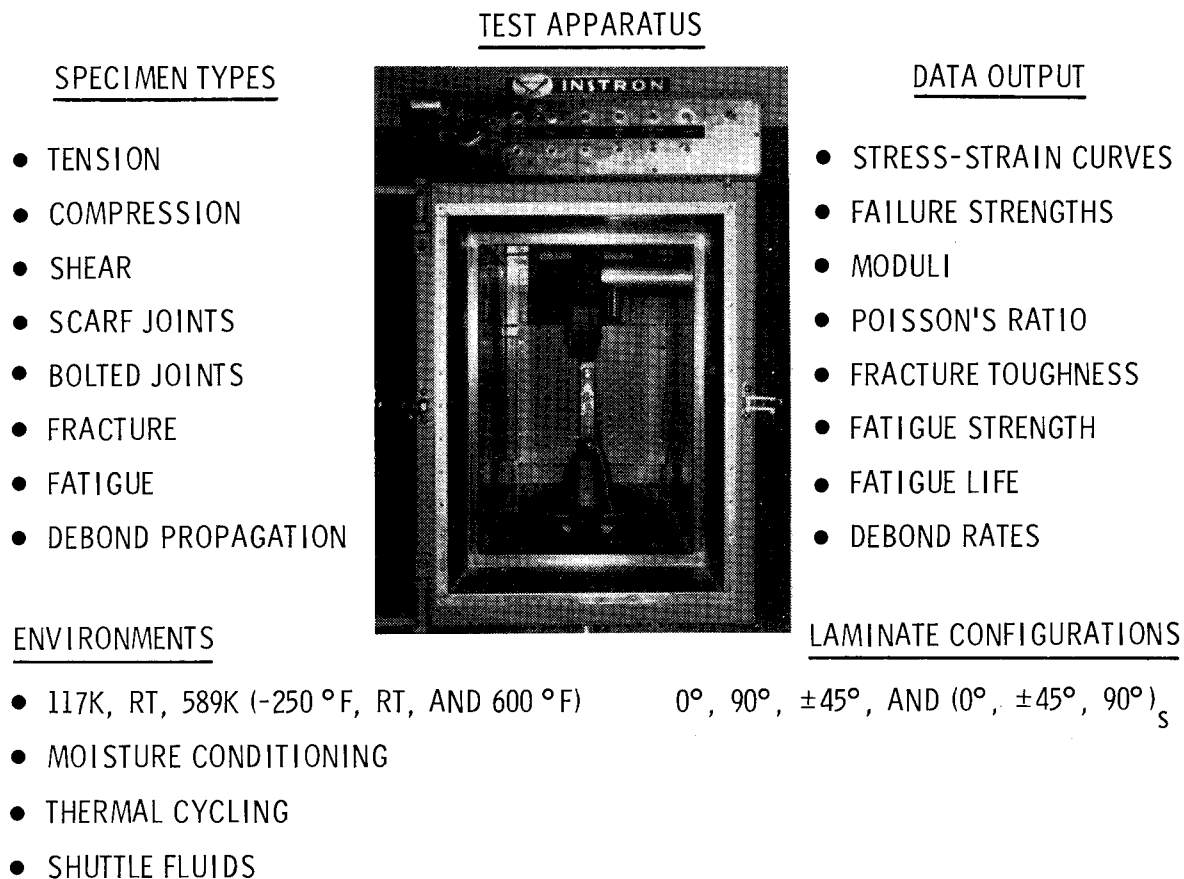 TEST APPARATUS
SPECIMEN TYPES
• TENSION
• COMPRESSION
• SHEAR
• SCARF JOINTS
• BOLTED JOINTS
• FRACTURE
• FATIGUE
• DEBOND PROPAGATION
INSTRON
DATA OUTPUT
• STRESS-STRAIN CURVES
• FAILURE STRENGTHS
• MODULI
• POISSON'S RATIO
• FRACTURE TOUGHNESS
• FATIGUE STRENGTH
• FATIGUE LIFE
• DEBOND RATES
ENVIRONMENTS
• 117K, RT, 589K (-250 °F, RT, AND 600 °F)
• MOISTURE CONDITIONING
• THERMAL CYCLING
• SHUTTLE FLUIDS
LAMINATE CONFIGURATIONS
0°, 90°, ±45°, AND (0°, ±45°, 90°)s